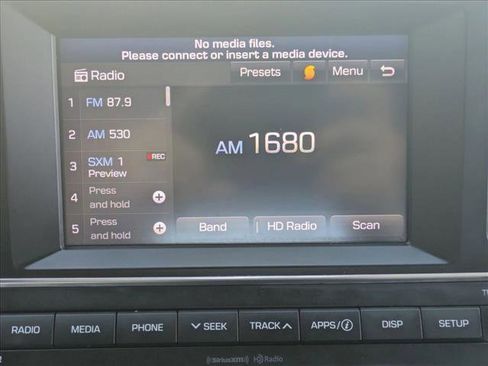 No media files.
Please connect or insert a media device.
Radio
Presets
Menu
1 FM 87.9
2 AM 530
3 SXM 1 REC
Preview
4 Press
and hold
5 Press
and hold
AM 1680
Band
HD Radio
Scan
RADIO
MEDIA
PHONE
SEEK
TRACK
APPS/i
DISP
SETUP
SiriusXM HD Radio